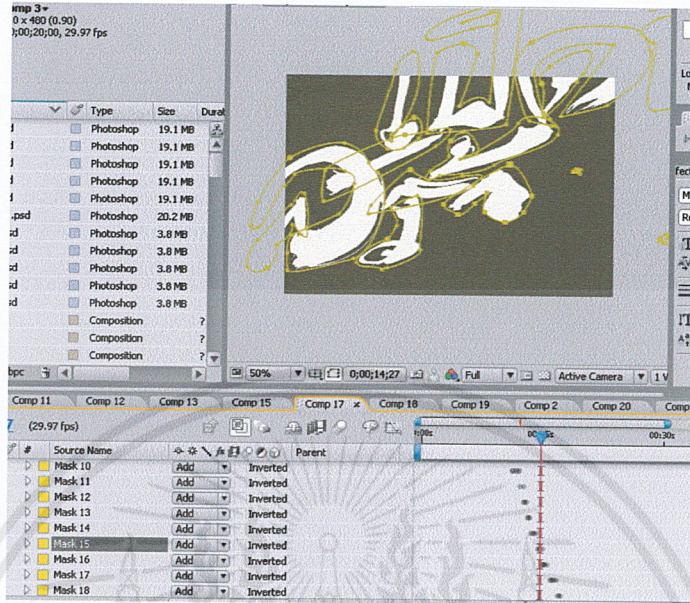 omp 3
0 x 480 (0.90)
;00;20;00, 29.97 fps)
Type Size Durat
d Photoshop 19.1 MB
d Photoshop 19.1 MB
d Photoshop 19.1 MB
d Photoshop 19.1 MB
d Photoshop 19.1 MB
.psd Photoshop 20.2 MB
sd Photoshop 3.8 MB
sd Photoshop 3.8 MB
sd Photoshop 3.8 MB
sd Photoshop 3.8 MB
sd Photoshop 3.8 MB
Composition ?
Composition ?
Composition ?
bpc
50% 0;00;14;27 Full Active Camera 1 V
Lo
fect
M
Comp 11 Comp 12 Comp 13 Comp 15 Comp 17 x Comp 18 Comp 19 Comp 2 Comp 20 Comp
(29.97 fps)
00:30s
# Source Name Parent
Mask 10 Add Inverted
Mask 11 Add Inverted
Mask 12 Add Inverted
Mask 13 Add Inverted
Mask 14 Add Inverted
Mask 15 Add Inverted
Mask 16 Add Inverted
Mask 17 Add Inverted
Mask 18 Add Inverted